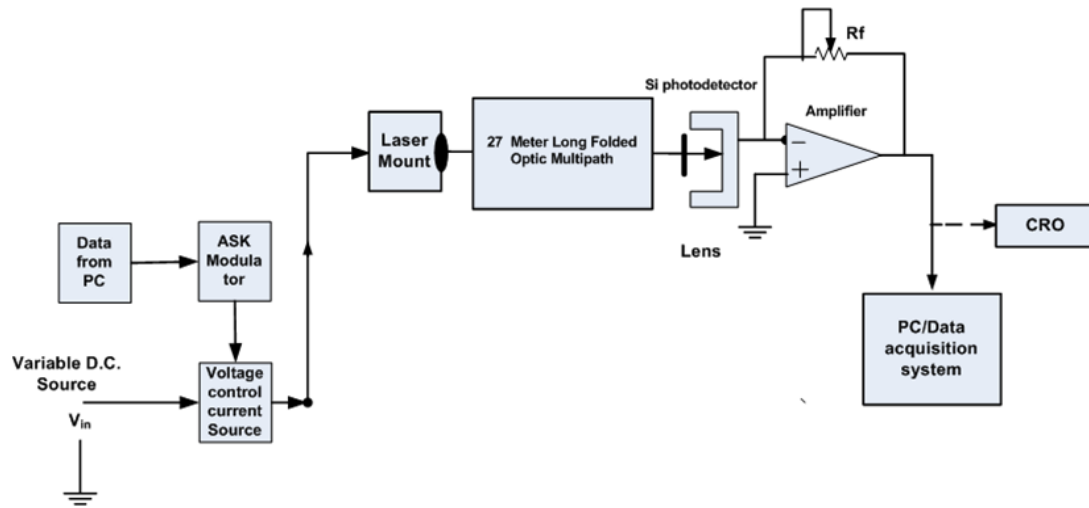 Rf
Si photodetector
Amplifier
−
+
Laser
Mount
27 Meter Long Folded
Optic Multipath
Lens
CRO
Data
from
PC
ASK
Modula
tor
PC/Data
acquisition
system
Variable D.C.
Source
Vin
Voltage
control
current
Source